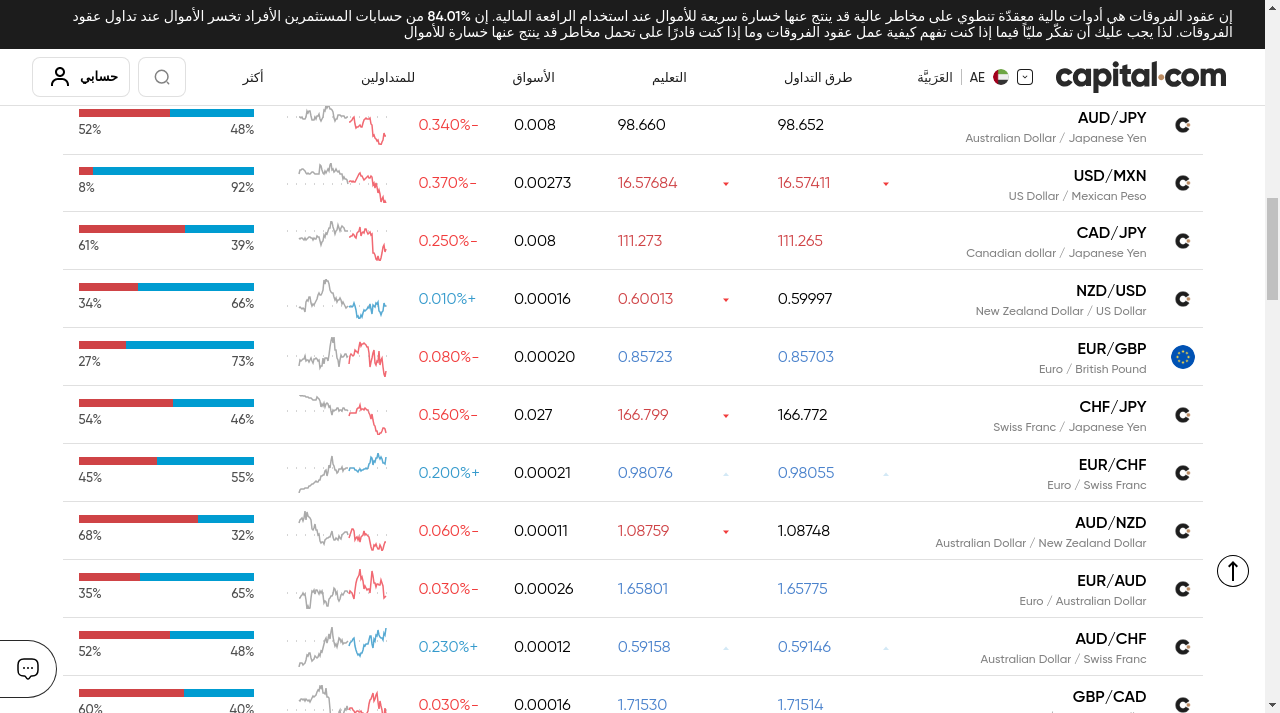 إن عقود الفروقات هي أدوات مالية معقدّة تنطوي على مخاطر عالية قد ينتج عنها خسارة سريعة للأموال عند استخدام الرافعة المالية. إن 84.01% من حسابات المستثمرين الأفراد تخسر الأموال عند تداول عقود
الفروقات. لذا يجب عليك أن تفكّر مليًا فيما إذا كنت تفهم كيفية عمل عقود الفروقات وما إذا كنت قادرًا على تحمل مخاطر قد ينتج عنها خسارة للأموال
capital.com AE العَرَبيَّة طرق التداول التعليم الأسواق للمتداولين أكثر حسابي
AUD/JPY 98.652 98.660 0.008 0.340%-
Australian Dollar / Japanese Yen 48% 52%
USD/MXN 16.57411 16.57684 0.00273 0.370%-
US Dollar / Mexican Peso 92% 8%
CAD/JPY 111.265 111.273 0.008 0.250%-
Canadian dollar / Japanese Yen 39% 61%
NZD/USD 0.59997 0.60013 0.00016 0.010%+
New Zealand Dollar / US Dollar 66% 34%
EUR/GBP 0.85703 0.85723 0.00020 0.080%-
Euro / British Pound 73% 27%
CHF/JPY 166.772 166.799 0.027 0.560%-
Swiss Franc / Japanese Yen 46% 54%
EUR/CHF 0.98055 0.98076 0.00021 0.200%+
Euro / Swiss Franc 55% 45%
AUD/NZD 1.08748 1.08759 0.00011 0.060%-
Australian Dollar / New Zealand Dollar 32% 68%
EUR/AUD 1.65775 1.65801 0.00026 0.030%-
Euro / Australian Dollar 65% 35%
AUD/CHF 0.59146 0.59158 0.00012 0.230%+
Australian Dollar / Swiss Franc 48% 52%
GBP/CAD 1.71514 1.71530 0.00016 0.030%-
40% 60%